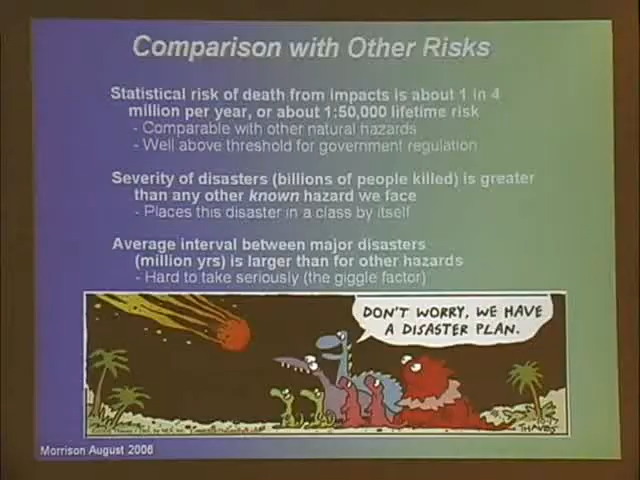 Comparison with Other Risks
Statistical risk of death from impacts is about 1 in 4
million per year, or about 1:50,000 lifetime risk
- Comparable with other natural hazards
- Well above threshold for government regulation
Severity of disasters (billions of people killed) is greater
than any other known hazard we face
- Places this disaster in a class by itself
Average interval between major disasters
(million yrs) is larger than for other hazards
- Hard to take seriously (the giggle factor)
DON'T WORRY, WE HAVE
A DISASTER PLAN.
THAVES
Morrison August 2006